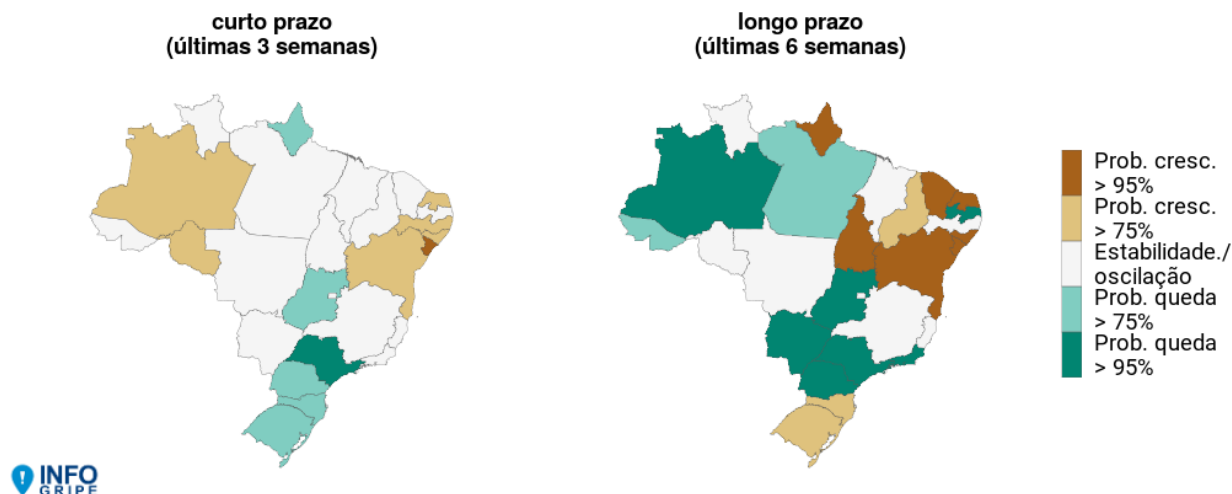 curto prazo
(últimas 3 semanas)
longo prazo
(últimas 6 semanas)
Prob. cresc.
> 95%
Prob. cresc.
> 75%
Estabilidade./
oscilação
Prob. queda
> 75%
Prob. queda
> 95%
INFO
GRIPE